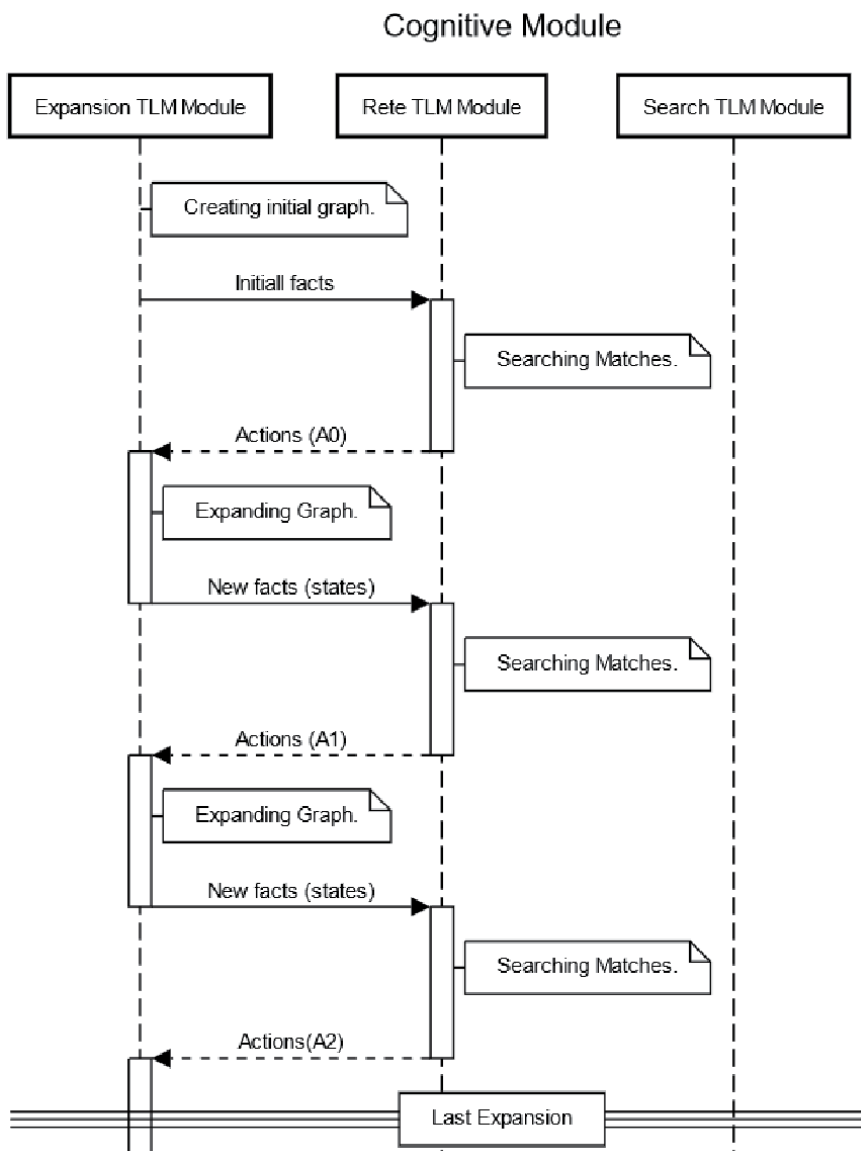 Cognitive Module
Expansion TLM Module
Rete TLM Module
Search TLM Module
Creating initial graph.
Initiall facts
Searching Matches.
Actions (A0)
Expanding Graph.
New facts (states)
Searching Matches.
Actions (A1)
Expanding Graph.
New facts (states)
Searching Matches.
Actions(A2)
Last Expansion